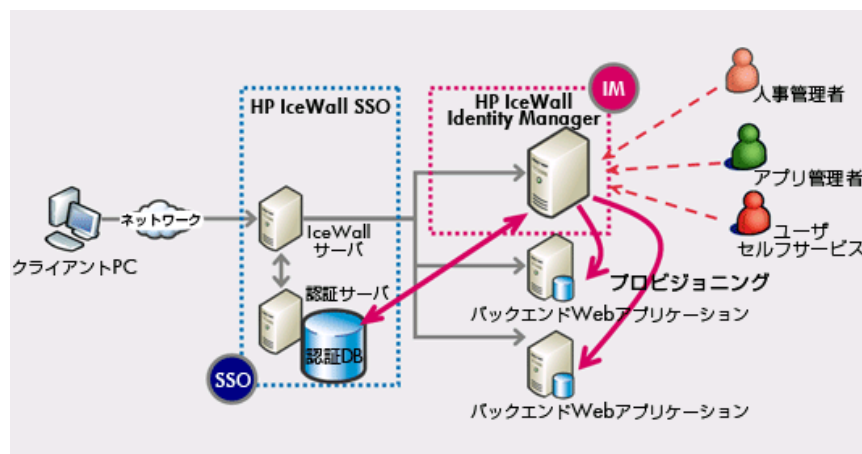 HP IceWall SSO
HP IceWall
Identity Manager
IM
人事管理者
アプリ管理者
ユーザ
セルフサービス
ネットワーク
クライアントPC
IceWall
サーバ
認証サーバ
認証DB
SSO
プロビジョニング
バックエンドWebアプリケーション
バックエンドWebアプリケーション